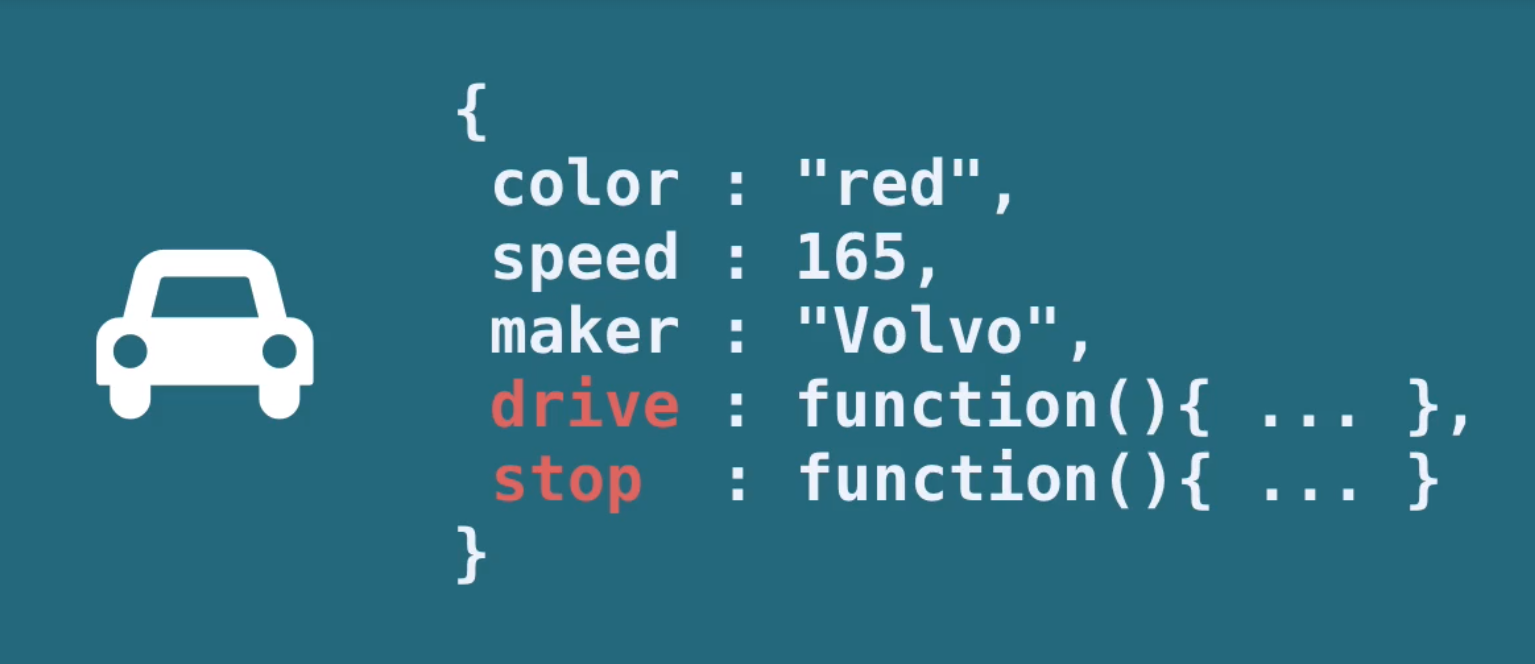 {
color : "red",
speed : 165,
maker : "Volvo",
drive : function(){ ... },
stop  : function(){ ... }
}